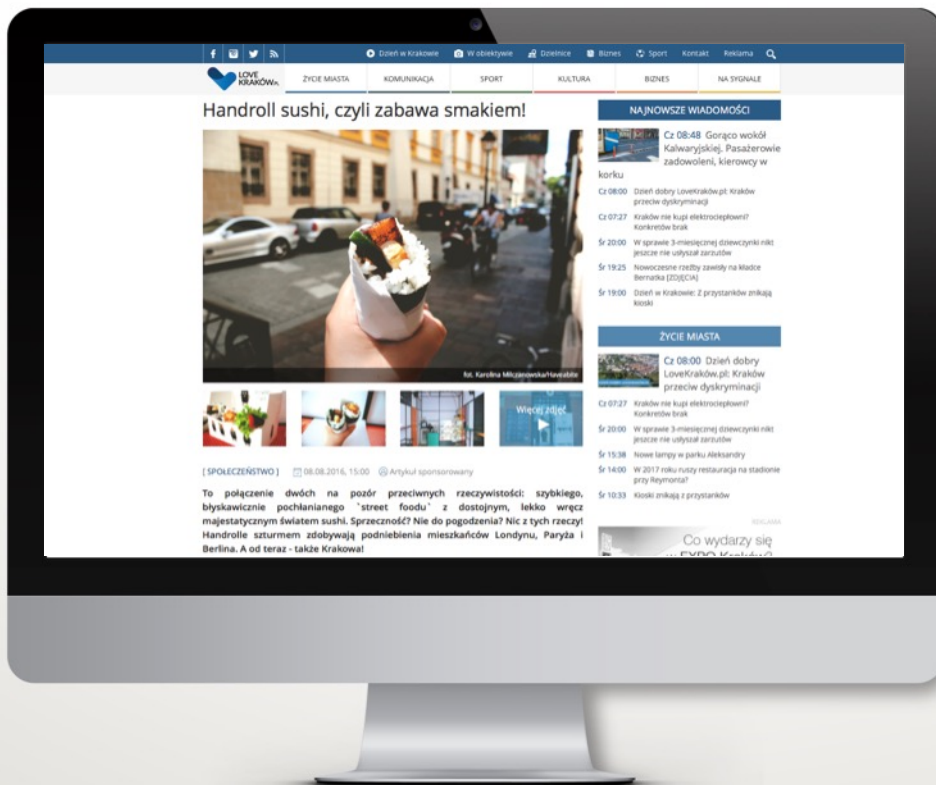 Dzień w Krakowie W obiektywie Dzielnice Biznes Sport Kontakt Reklama
LOVE
KRAKÓW.PL
ŻYCIE MIASTA KOMUNIKACJA SPORT KULTURA BIZNES NA SYGNALE
Handroll sushi, czyli zabawa smakiem!
fot. Karolina Milczanowska/Haveabite
Więcej zdjęć
[ SPOŁECZEŃSTWO ] 08.08.2016, 15:00 Artykuł sponsorowany
To połączenie dwóch na pozór przeciwnych rzeczywistości: szybkiego,
błyskawicznie pochłanianego `street foodu` z dostojnym, lekko wręcz
majestatycznym światem sushi. Sprzeczność? Nie do pogodzenia? Nic z tych rzeczy!
Handrolle szturmem zdobywają podniebienia mieszkańców Londynu, Paryża i
Berlina. A od teraz - także Krakowa!
NAJNOWSZE WIADOMOŚCI
Cz 08:48 Gorąco wokół
Kalwaryjskiej. Pasażerowie
zadowoleni, kierowcy w
korku
Cz 08:00 Dzień dobry LoveKraków.pl: Kraków
przeciw dyskryminacji
Cz 07:27 Kraków nie kupi elektrociepłowni?
Konkretów brak
Śr 20:00 W sprawie 3-miesięcznej dziewczynki nikt
jeszcze nie usłyszał zarzutów
Śr 19:25 Nowoczesne rzeźby zawisły na kładce
Bernatka [ZDJĘCIA]
Śr 19:00 Dzień w Krakowie: Z przystanków znikają
kioski
ŻYCIE MIASTA
Cz 08:00 Dzień dobry
LoveKraków.pl: Kraków
przeciw dyskryminacji
Cz 07:27 Kraków nie kupi elektrociepłowni?
Konkretów brak
Śr 20:00 W sprawie 3-miesięcznej dziewczynki nikt
jeszcze nie usłyszał zarzutów
Śr 15:38 Nowe lampy w parku Aleksandry
Śr 14:00 W 2017 roku ruszy restauracja na stadionie
przy Reymonta?
Śr 10:33 Kioski znikają z przystanków
REKLAMA
Co wydarzy się
w EXPO Kraków?